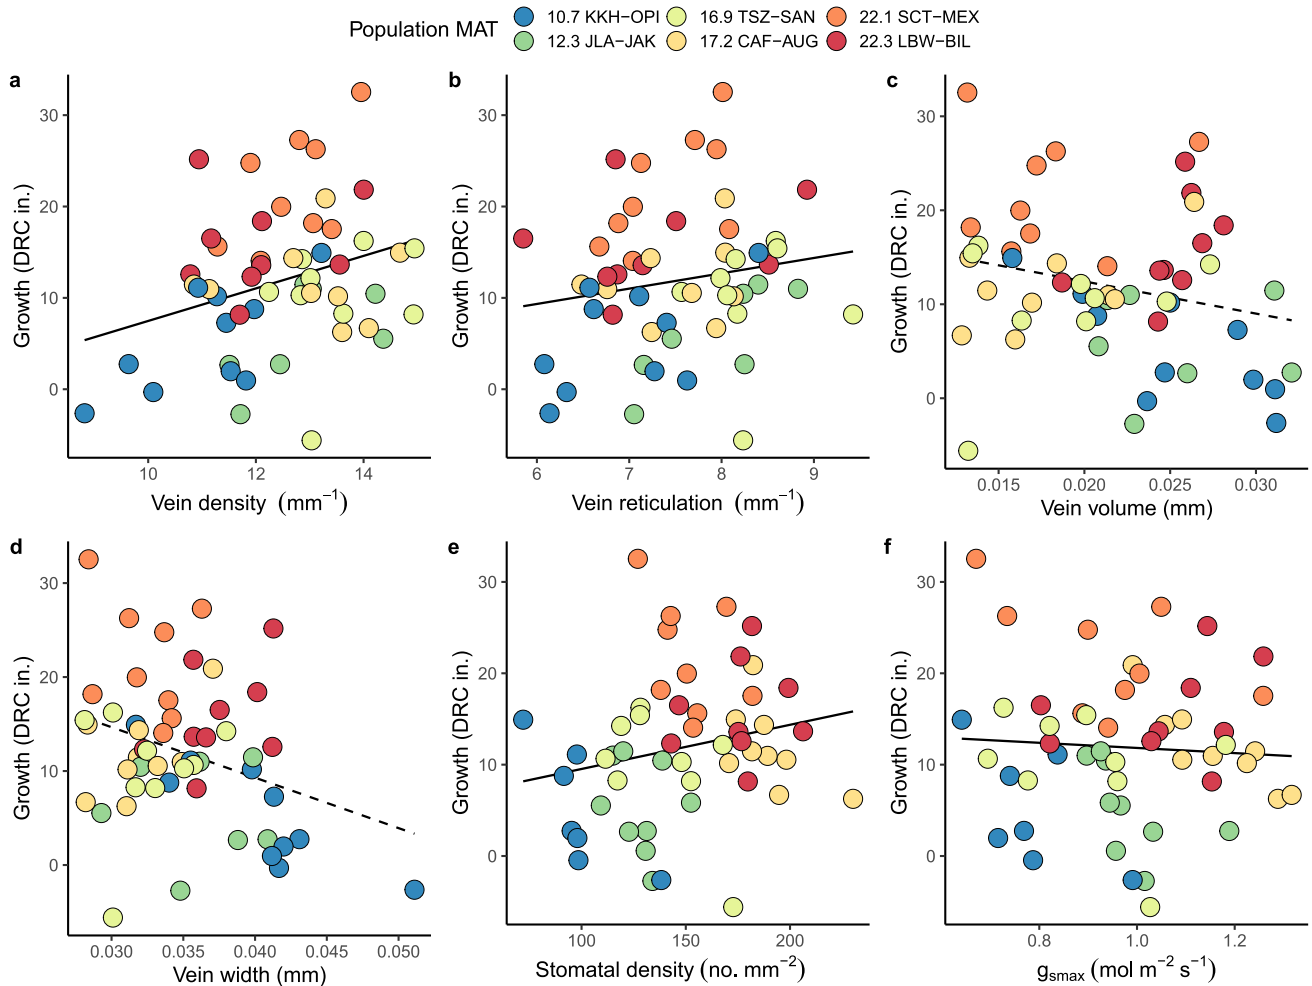 Population MAT
10.7 KKH−OPI 16.9 TSZ−SAN 22.1 SCT−MEX
12.3 JLA−JAK 17.2 CAF−AUG 22.3 LBW−BIL
a
Growth (DRC in.)
30
20
10
0
10 12 14
Vein density (mm⁻¹)
b
Growth (DRC in.)
30
20
10
0
6 7 8 9
Vein reticulation (mm⁻¹)
c
Growth (DRC in.)
30
20
10
0
0.015 0.020 0.025 0.030
Vein volume (mm)
d
Growth (DRC in.)
30
20
10
0
0.030 0.035 0.040 0.045 0.050
Vein width (mm)
e
Growth (DRC in.)
30
20
10
0
100 150 200
Stomatal density (no. mm⁻²)
f
Growth (DRC in.)
30
20
10
0
0.8 1.0 1.2
gsmax (mol m⁻² s⁻¹)